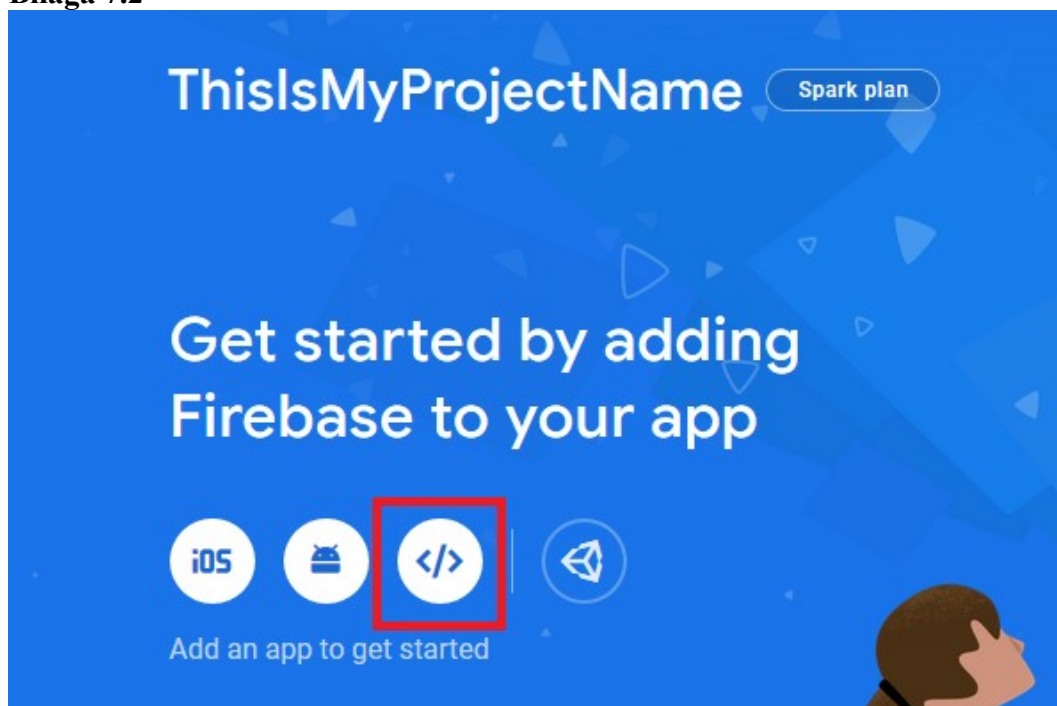 ThisIsMyProjectName Spark plan
Get started by adding
Firebase to your app
iOS </>
Add an app to get started